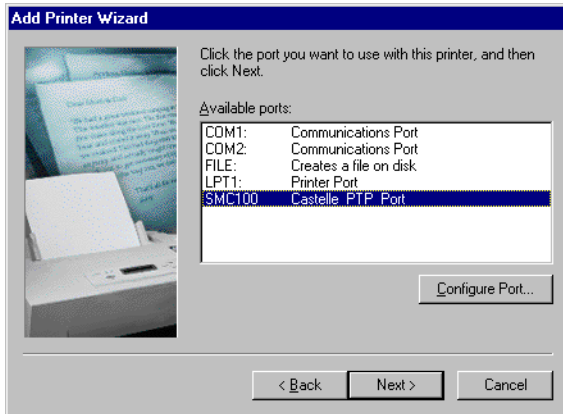 Add Printer Wizard
Click the port you want to use with this printer, and then
click Next.
Available ports:
COM1: Communications Port
COM2: Communications Port
FILE: Creates a file on disk
LPT1: Printer Port
SMC100 Castelle PTP Port
Configure Port...
< Back Next > Cancel